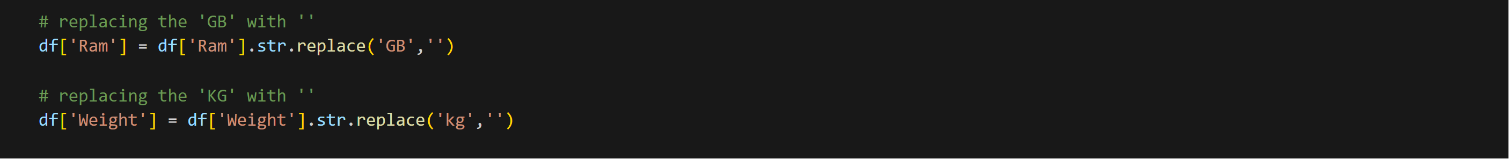 # replacing the 'GB' with ''
df['Ram'] = df['Ram'].str.replace('GB','')
# replacing the 'KG' with ''
df['Weight'] = df['Weight'].str.replace('kg','')